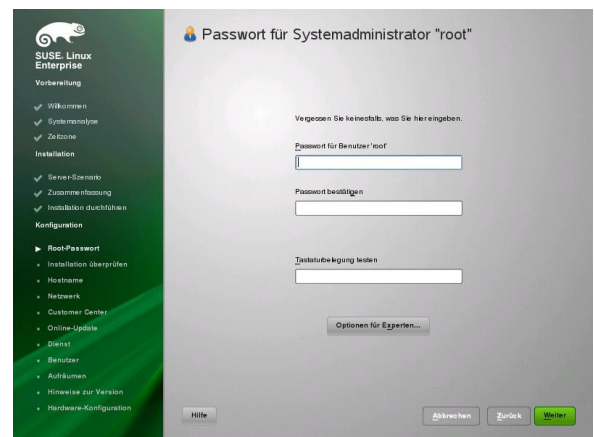 SUSE. Linux
Enterprise
Vorbereitung
Willkommen
Systemanalyse
Zeitzone
Installation
Server-Szenario
Zusammenfassung
Installation durchführen
Konfiguration
Root-Passwort
Installation überprüfen
Hostname
Netzwerk
Customer Center
Online-Update
Dienst
Benutzer
Aufräumen
Hinweise zur Version
Hardware-Konfiguration
Passwort für Systemadministrator "root"
Vergessen Sie keinesfalls, was Sie hier eingeben.
Passwort für Benutzer 'root'
Passwort bestätigen
Tastaturbelegung testen
Optionen für Experten...
Hilfe
Abbrechen
Zurück
Weiter